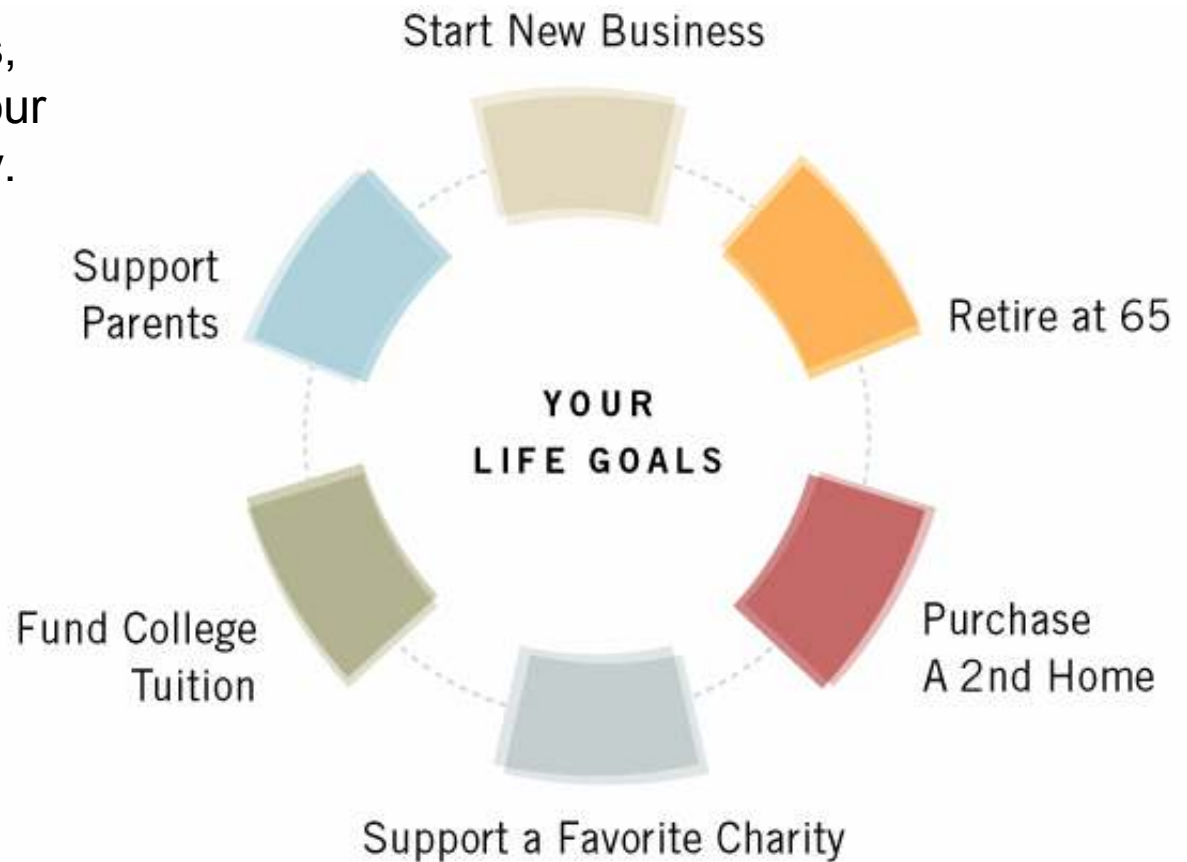 Start New Business
Support
Parents
Retire at 65
YOUR
LIFE GOALS
Fund College
Tuition
Purchase
A 2nd Home
Support a Favorite Charity